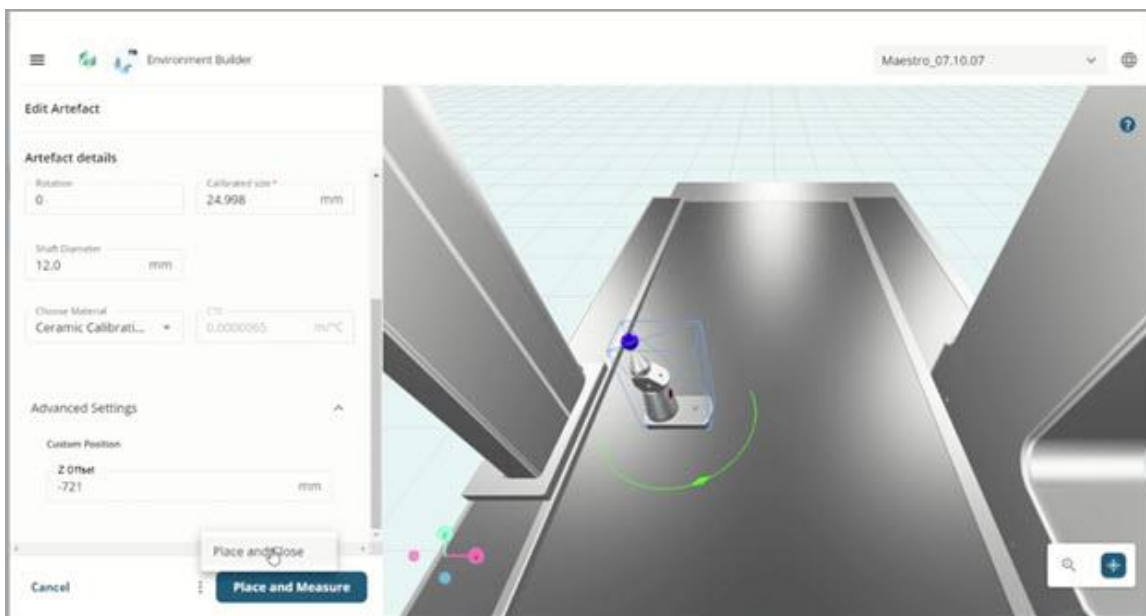 Environment Builder
Maestro_07.10.07
Edit Artefact
Artefact details
Rotation
0
Calibrated size *
24.998 mm
Shaft Diameter
12.0 mm
Choose Material
Ceramic Calibrati...
CTE
0.0000065 m/°C
Advanced Settings
Custom Position
Z Offset
-721 mm
Place and Close
Cancel
Place and Measure